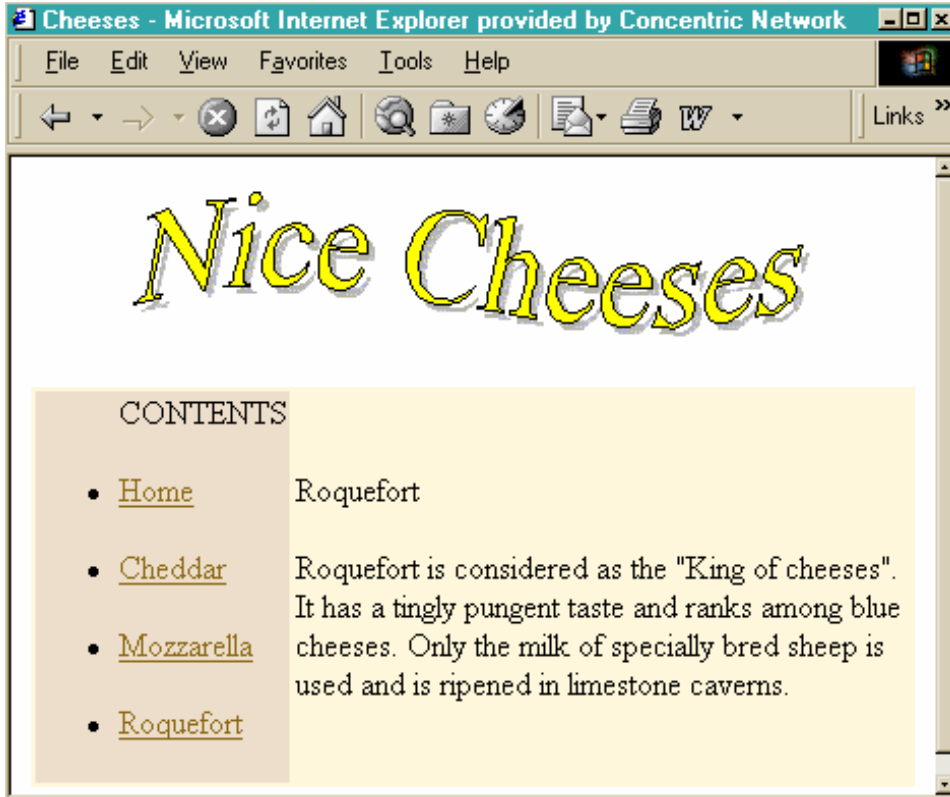 Cheeses - Microsoft Internet Explorer provided by Concentric Network
File Edit View Favorites Tools Help
W Links »
Nice Cheeses
CONTENTS
Home
Cheddar
Mozzarella
Roquefort
Roquefort
Roquefort is considered as the "King of cheeses".
It has a tingly pungent taste and ranks among blue
cheeses. Only the milk of specially bred sheep is
used and is ripened in limestone caverns.